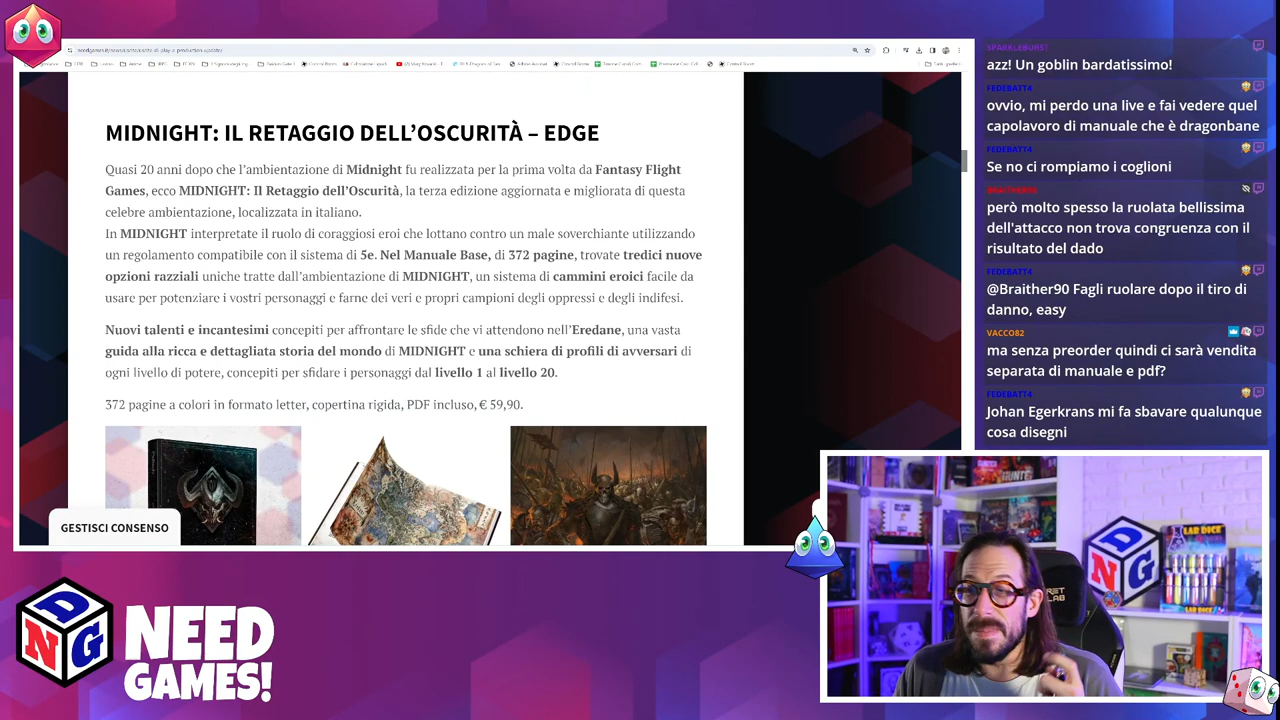 MIDNIGHT: IL RETAGGIO DELL'OSCURITÀ – EDGE
Quasi 20 anni dopo che l'ambientazione di Midnight fu realizzata per la prima volta da Fantasy Flight
Games, ecco MIDNIGHT: Il Retaggio dell'Oscurità, la terza edizione aggiornata e migliorata di questa
celebre ambientazione, localizzata in italiano.
In MIDNIGHT interpretate il ruolo di coraggiosi eroi che lottano contro un male soverchiante utilizzando
un regolamento compatibile con il sistema di 5e. Nel Manuale Base, di 372 pagine, trovate tredici nuove
opzioni razziali uniche tratte dall'ambientazione di MIDNIGHT, un sistema di cammini eroici facile da
usare per potenziare i vostri personaggi e farne dei veri e propri campioni degli oppressi e degli indifesi.
Nuovi talenti e incantesimi concepiti per affrontare le sfide che vi attendono nell'Eredane, una vasta
guida alla ricca e dettagliata storia del mondo di MIDNIGHT e una schiera di profili di avversari di
ogni livello di potere, concepiti per sfidare i personaggi dal livello 1 al livello 20.
372 pagine a colori in formato letter, copertina rigida, PDF incluso, € 59,90.
GESTISCI CONSENSO
SPARKLEBURST
azz! Un goblin bardatissimo!
FEDEBATT4
ovvio, mi perdo una live e fai vedere quel
capolavoro di manuale che è dragonbane
FEDEBATT4
Se no ci rompiamo i coglioni
BRAITHER90
però molto spesso la ruolata bellissima
dell'attacco non trova congruenza con il
risultato del dado
FEDEBATT4
@Braither90 Fagli ruolare dopo il tiro di
danno, easy
VACCO82
ma senza preorder quindi ci sarà vendita
separata di manuale e pdf?
FEDEBATT4
Johan Egerkrans mi fa sbavare qualunque
cosa disegni
D
N G
NEED
GAMES!
D
N G
LAB DICE